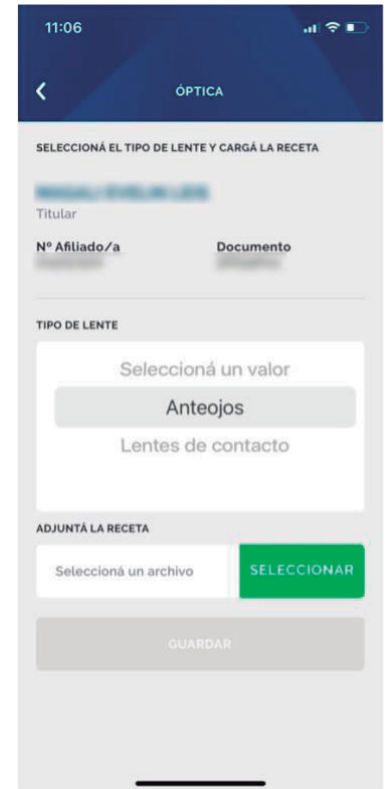 11:06
ÓPTICA
SELECCIONÁ EL TIPO DE LENTE Y CARGÁ LA RECETA
Titular
Nº Afiliado/a Documento
TIPO DE LENTE
Seleccioná un valor
Anteojos
Lentes de contacto
ADJUNTÁ LA RECETA
Seleccioná un archivo SELECCIONAR
GUARDAR